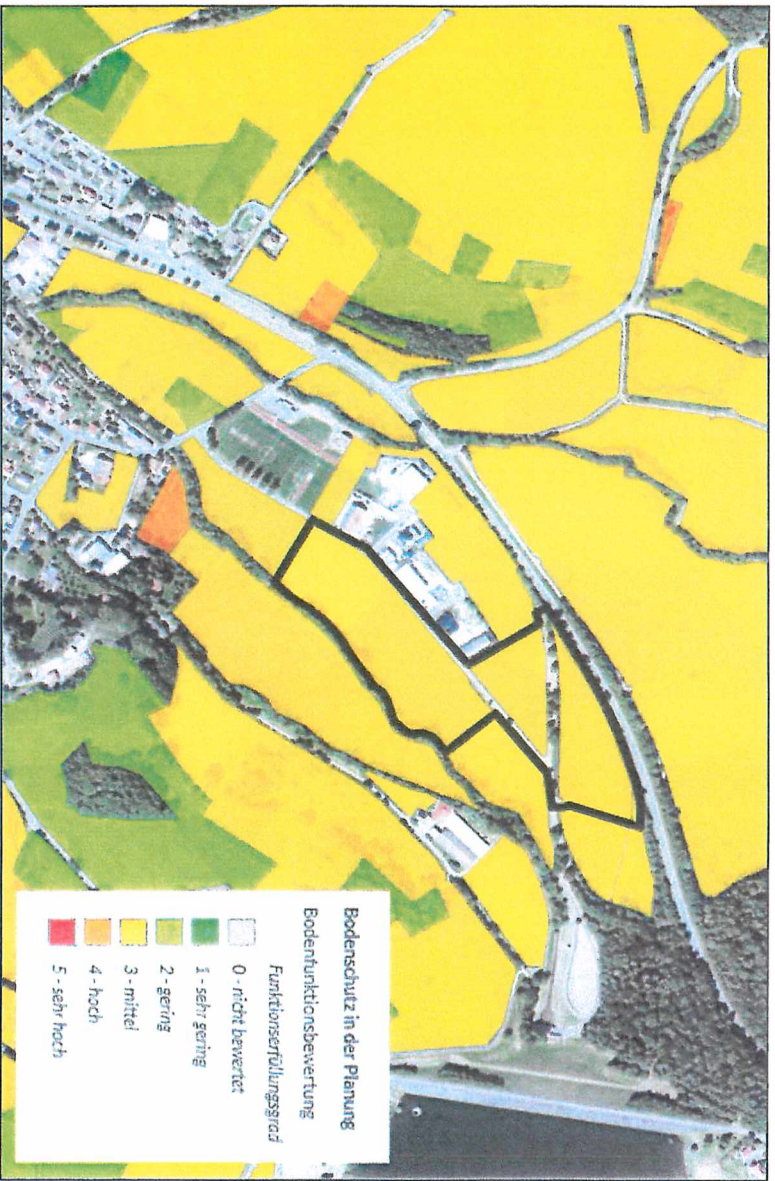 Bodenschutz in der Planung
Bodenfunktionsbewertung
Funktionserfüllungsgrad
0 - nicht bewertet
1 - sehr gering
2 - gering
3 - mittel
4 - hoch
5 - sehr hoch